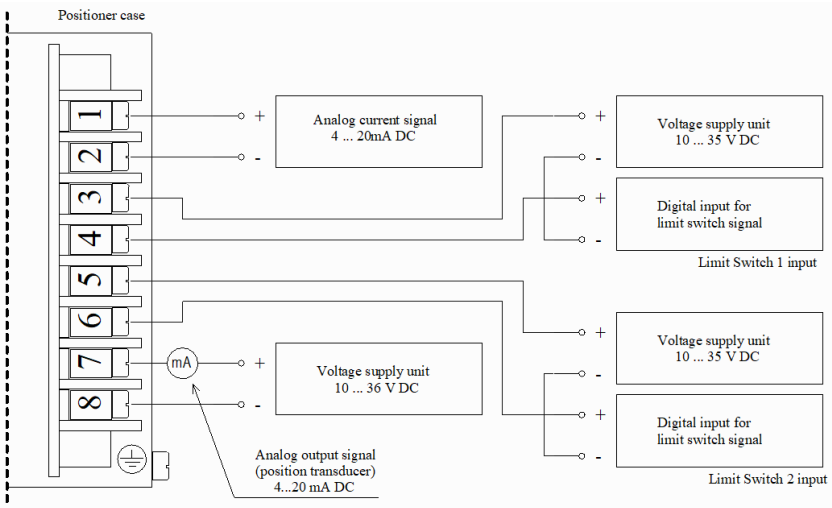 Positioner case
1
2
3
4
5
6
7
8
+
-
Analog current signal
4 ... 20mA DC
+
-
Voltage supply unit
10 ... 35 V DC
+
-
Digital input for
limit switch signal
Limit Switch 1 input
mA
+
-
Voltage supply unit
10 ... 36 V DC
+
-
Voltage supply unit
10 ... 35 V DC
+
-
Digital input for
limit switch signal
Limit Switch 2 input
Analog output signal
(position transducer)
4...20 mA DC